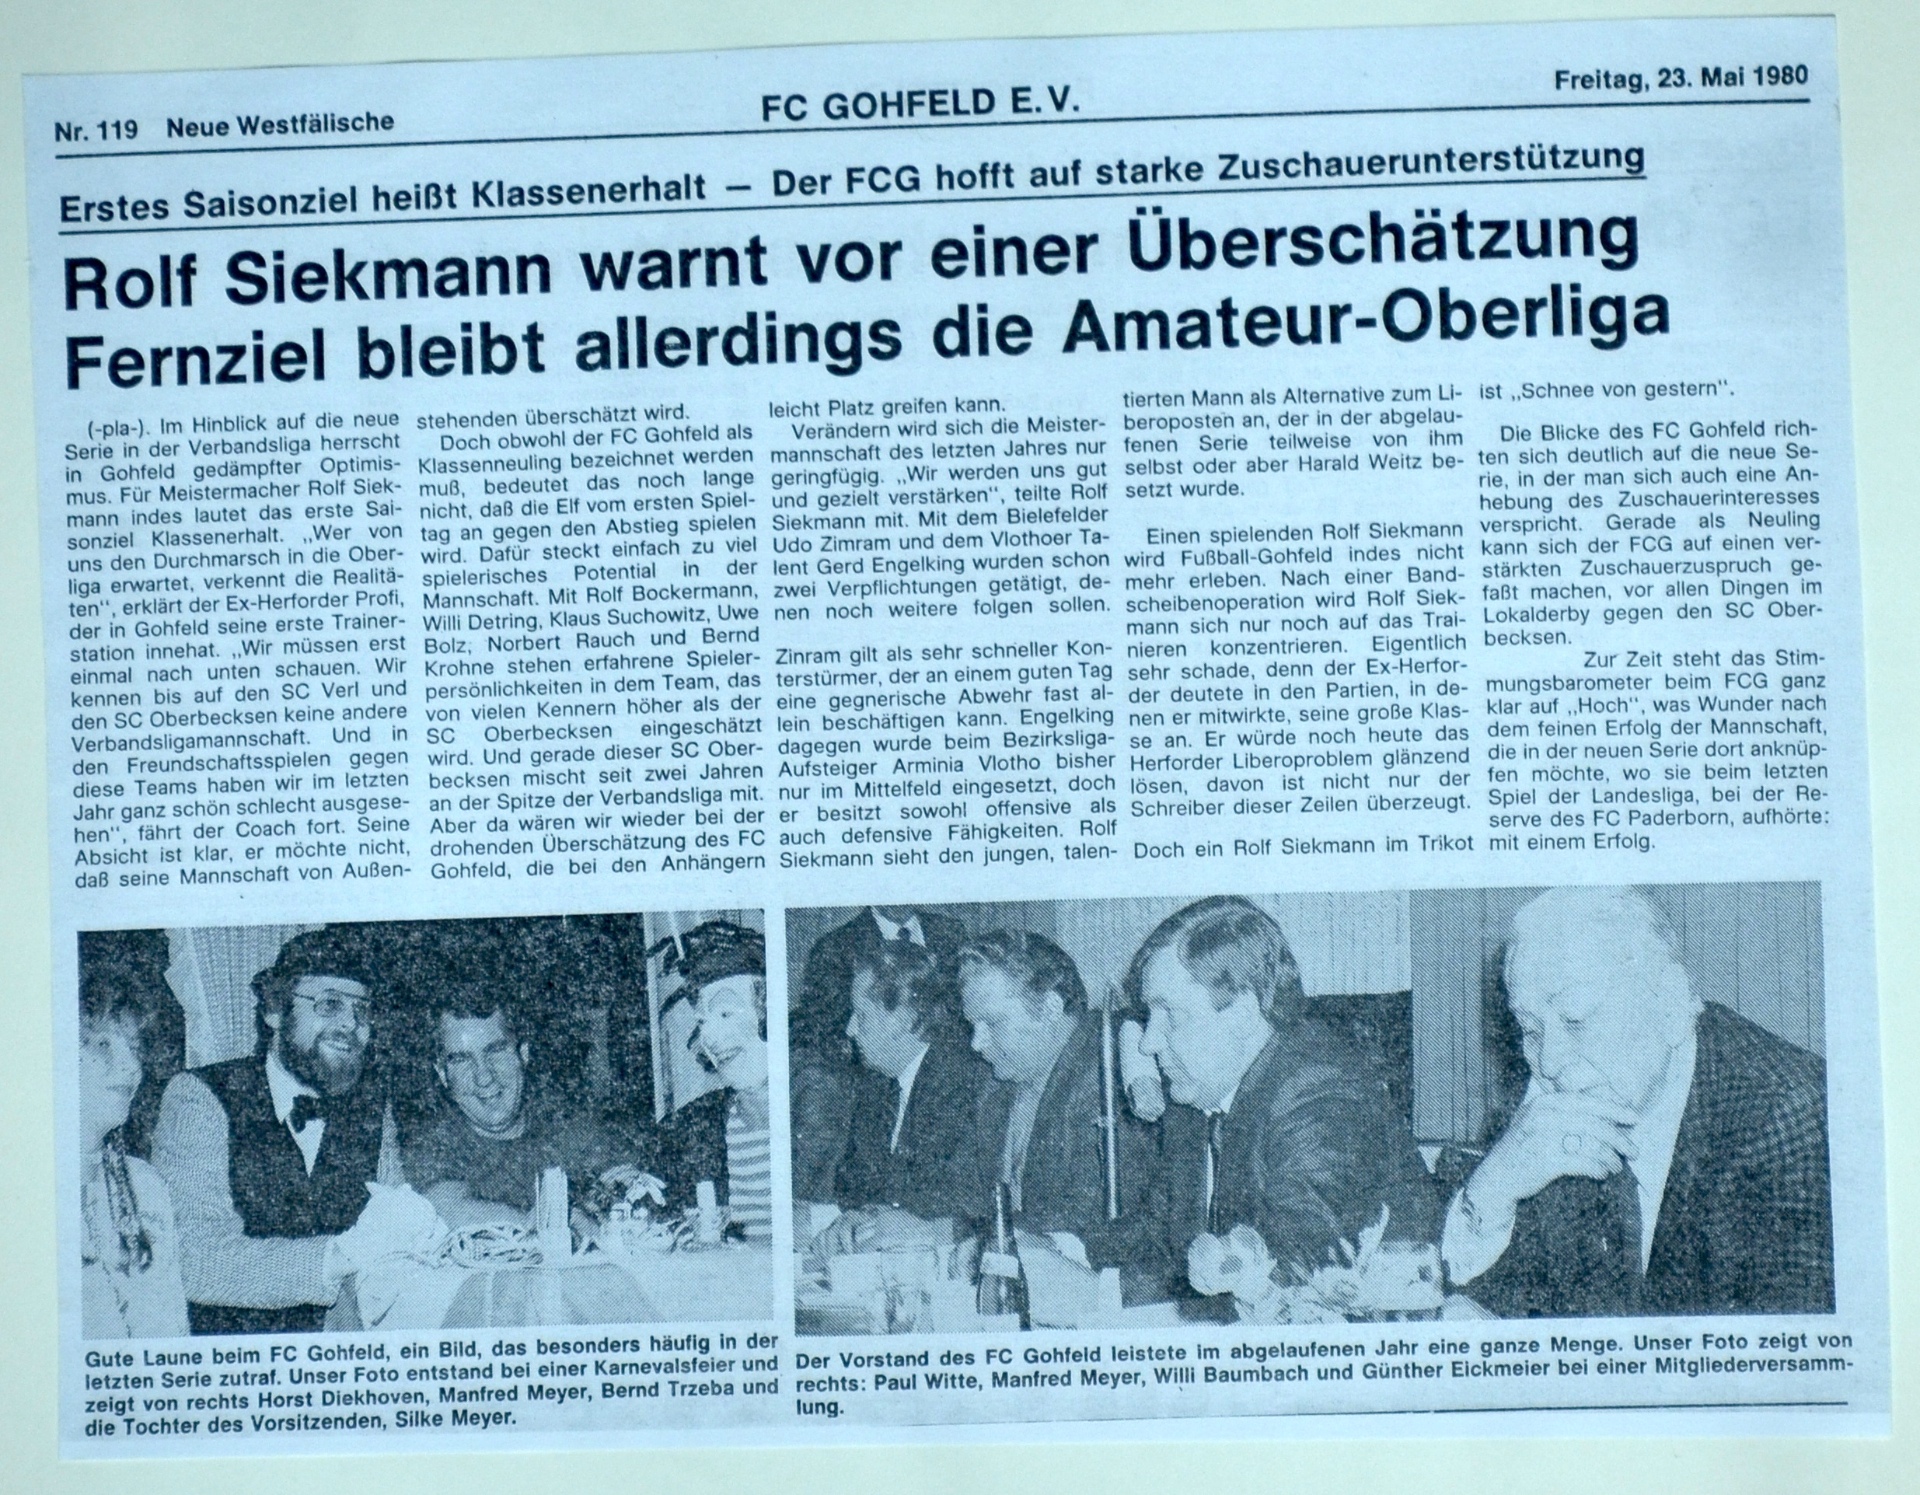 Nr. 119 Neue Westfälische
FC GOHFELD E. V.
Freitag, 23. Mai 1980
Erstes Saisonziel heißt Klassenerhalt — Der FCG hofft auf starke Zuschauerunterstützung
Rolf Siekmann warnt vor einer Überschätzung
Fernziel bleibt allerdings die Amateur-Oberliga
(-pla-). Im Hinblick auf die neue
Serie in der Verbandsliga herrscht
in Gohfeld gedämpfter Optimis-
mus. Für Meistermacher Rolf Siek-
mann indes lautet das erste Sai-
sonziel Klassenerhalt. „Wer von
uns den Durchmarsch in die Ober-
liga erwartet, verkennt die Realitä-
ten“, erklärt der Ex-Herforder Profi,
der in Gohfeld seine erste Trainer-
station innehat. „Wir müssen erst
einmal nach unten schauen. Wir
kennen bis auf den SC Verl und
den SC Oberbecksen keine andere
Verbandsligamannschaft. Und in
den Freundschaftsspielen gegen
diese Teams haben wir im letzten
Jahr ganz schön schlecht ausgese-
hen“, fährt der Coach fort. Seine
Absicht ist klar, er möchte nicht,
daß seine Mannschaft von Außen-
stehenden überschätzt wird.
Doch obwohl der FC Gohfeld als
Klassenneuling bezeichnet werden
muß, bedeutet das noch lange
nicht, daß die Elf vom ersten Spiel-
tag an gegen den Abstieg spielen
wird. Dafür steckt einfach zu viel
spielerisches Potential in der
Mannschaft. Mit Rolf Bockermann,
Willi Detring, Klaus Suchowitz, Uwe
Bolz; Norbert Rauch und Bernd
Krohne stehen erfahrene Spieler-
persönlichkeiten in dem Team, das
von vielen Kennern höher als der
SC Oberbecksen eingeschätzt
wird. Und gerade dieser SC Ober-
becksen mischt seit zwei Jahren
an der Spitze der Verbandsliga mit.
Aber da wären wir wieder bei der
drohenden Überschätzung des FC
Gohfeld, die bei den Anhängern
leicht Platz greifen kann.
Verändern wird sich die Meister-
mannschaft des letzten Jahres nur
geringfügig. „Wir werden uns gut
und gezielt verstärken“, teilte Rolf
Siekmann mit. Mit dem Bielefelder
Udo Zimram und dem Vlothoer Ta-
lent Gerd Engelking wurden schon
zwei Verpflichtungen getätigt, de-
nen noch weitere folgen sollen.
Zinram gilt als sehr schneller Kon-
terstürmer, der an einem guten Tag
eine gegnerische Abwehr fast al-
lein beschäftigen kann. Engelking
dagegen wurde beim Bezirksliga-
Aufsteiger Arminia Vlotho bisher
nur im Mittelfeld eingesetzt, doch
er besitzt sowohl offensive als
auch defensive Fähigkeiten. Rolf
Siekmann sieht den jungen, talen-
tierten Mann als Alternative zum Li-
beroposten an, der in der abgelau-
fenen Serie teilweise von ihm
selbst oder aber Harald Weitz be-
setzt wurde.
Einen spielenden Rolf Siekmann
wird Fußball-Gohfeld indes nicht
mehr erleben. Nach einer Band-
scheibenoperation wird Rolf Siek-
mann sich nur noch auf das Trai-
nieren konzentrieren. Eigentlich
sehr schade, denn der Ex-Herfor-
der deutete in den Partien, in de-
nen er mitwirkte, seine große Klas-
se an. Er würde noch heute das
Herforder Liberoproblem glänzend
lösen, davon ist nicht nur der
Schreiber dieser Zeilen überzeugt.
Doch ein Rolf Siekmann im Trikot
ist „Schnee von gestern“.
Die Blicke des FC Gohfeld rich-
ten sich deutlich auf die neue Se-
rie, in der man sich auch eine An-
hebung des Zuschauerinteresses
verspricht. Gerade als Neuling
kann sich der FCG auf einen ver-
stärkten Zuschauerzuspruch ge-
faßt machen, vor allen Dingen im
Lokalderby gegen den SC Ober-
becksen.
Zur Zeit steht das Stim-
mungsbarometer beim FCG ganz
klar auf „Hoch“, was Wunder nach
dem feinen Erfolg der Mannschaft,
die in der neuen Serie dort anknüp-
fen möchte, wo sie beim letzten
Spiel der Landesliga, bei der Re-
serve des FC Paderborn, aufhörte:
mit einem Erfolg.
Gute Laune beim FC Gohfeld, ein Bild, das besonders häufig in der
letzten Serie zutraf. Unser Foto entstand bei einer Karnevalsfeier und
zeigt von rechts Horst Diekhoven, Manfred Meyer, Bernd Trzeba und
die Tochter des Vorsitzenden, Silke Meyer.
Der Vorstand des FC Gohfeld leistete im abgelaufenen Jahr eine ganze Menge. Unser Foto zeigt von
rechts: Paul Witte, Manfred Meyer, Willi Baumbach und Günther Eickmeier bei einer Mitgliederversamm-
lung.